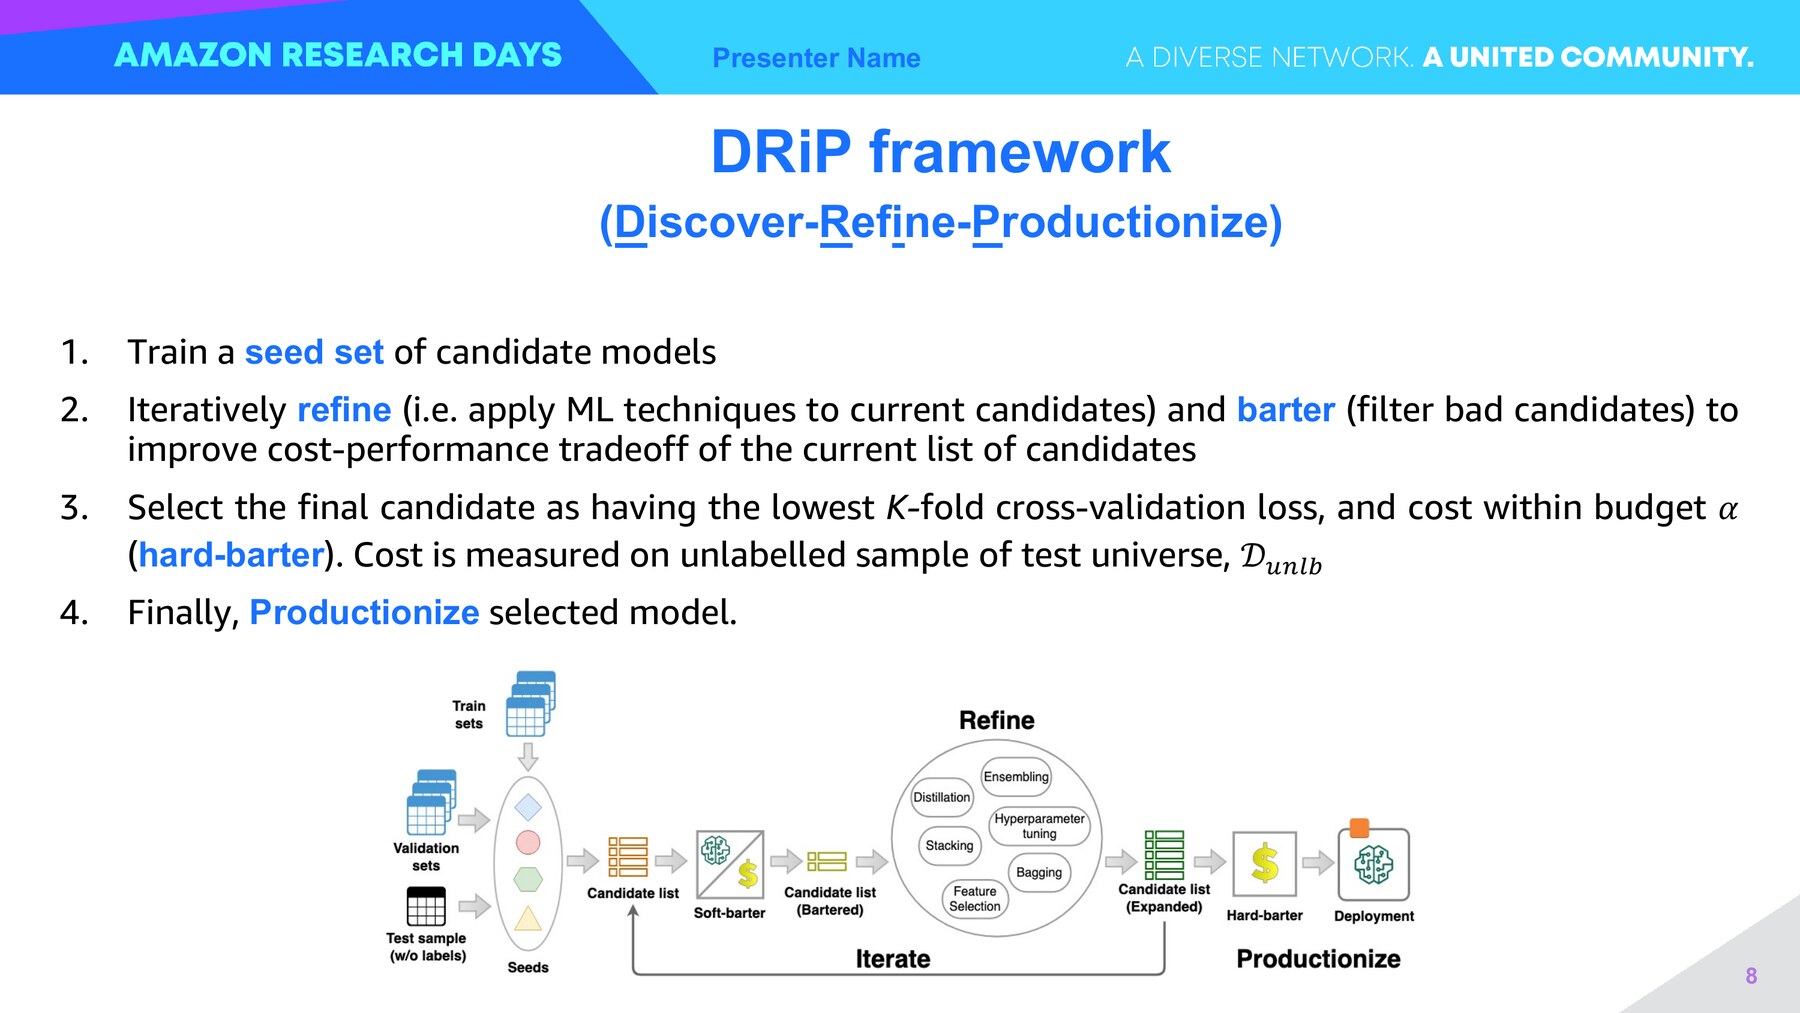 AMAZON RESEARCH DAYS
Presenter Name
A DIVERSE NETWORK. A UNITED COMMUNITY.
DRiP framework
(Discover-Refine-Productionize)
1. Train a seed set of candidate models
2. Iteratively refine (i.e. apply ML techniques to current candidates) and barter (filter bad candidates) to
improve cost-performance tradeoff of the current list of candidates
3. Select the final candidate as having the lowest K-fold cross-validation loss, and cost within budget α
(hard-barter). Cost is measured on unlabelled sample of test universe, 𝒟unlb
4. Finally, Productionize selected model.
Train
sets
Validation
sets
Test sample
(w/o labels)
Seeds
Candidate list
$
Soft-barter
Candidate list
(Bartered)
Refine
Ensembling
Distillation
Hyperparameter
tuning
Stacking
Bagging
Feature
Selection
Candidate list
(Expanded)
$
Hard-barter
Deployment
Iterate
Productionize
8